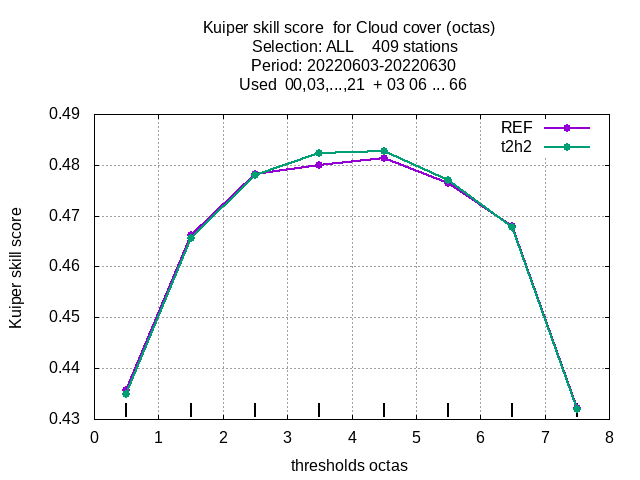 Kuiper skill score  for Cloud cover (octas)
Selection: ALL    409 stations
Period: 20220603-20220630
Used  00,03,...,21  + 03 06 ... 66
REF
t2h2
0.49
0.48
0.47
0.46
0.45
0.44
0.43
Kuiper skill score
0 1 2 3 4 5 6 7 8
thresholds octas